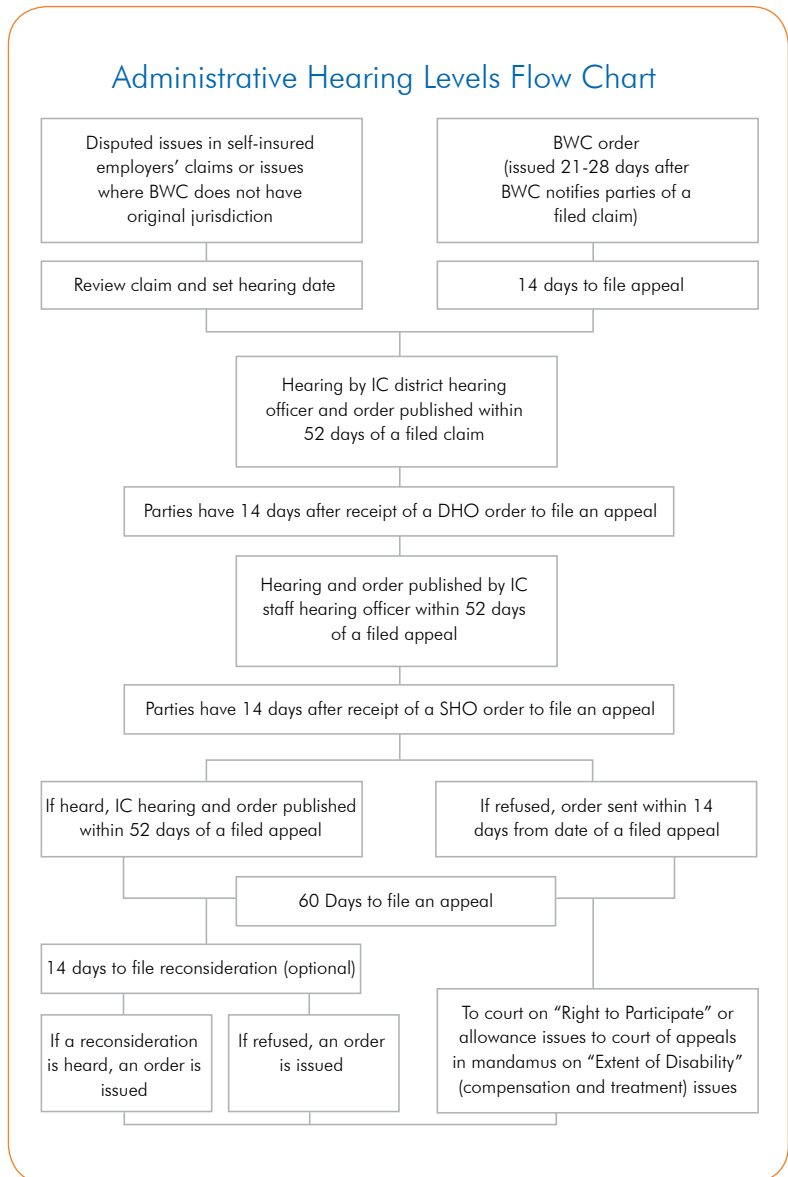 Administrative Hearing Levels Flow Chart
Disputed issues in self-insured
employers’ claims or issues
where BWC does not have
original jurisdiction
BWC order
(issued 21-28 days after
BWC notifies parties of a
filed claim)
Review claim and set hearing date
14 days to file appeal
Hearing by IC district hearing
officer and order published within
52 days of a filed claim
Parties have 14 days after receipt of a DHO order to file an appeal
Hearing and order published by IC
staff hearing officer within 52 days
of a filed appeal
Parties have 14 days after receipt of a SHO order to file an appeal
If heard, IC hearing and order published
within 52 days of a filed appeal
If refused, order sent within 14
days from date of a filed appeal
60 Days to file an appeal
14 days to file reconsideration (optional)
If a reconsideration
is heard, an order is
issued
If refused, an order
is issued
To court on “Right to Participate” or
allowance issues to court of appeals
in mandamus on “Extent of Disability”
(compensation and treatment) issues